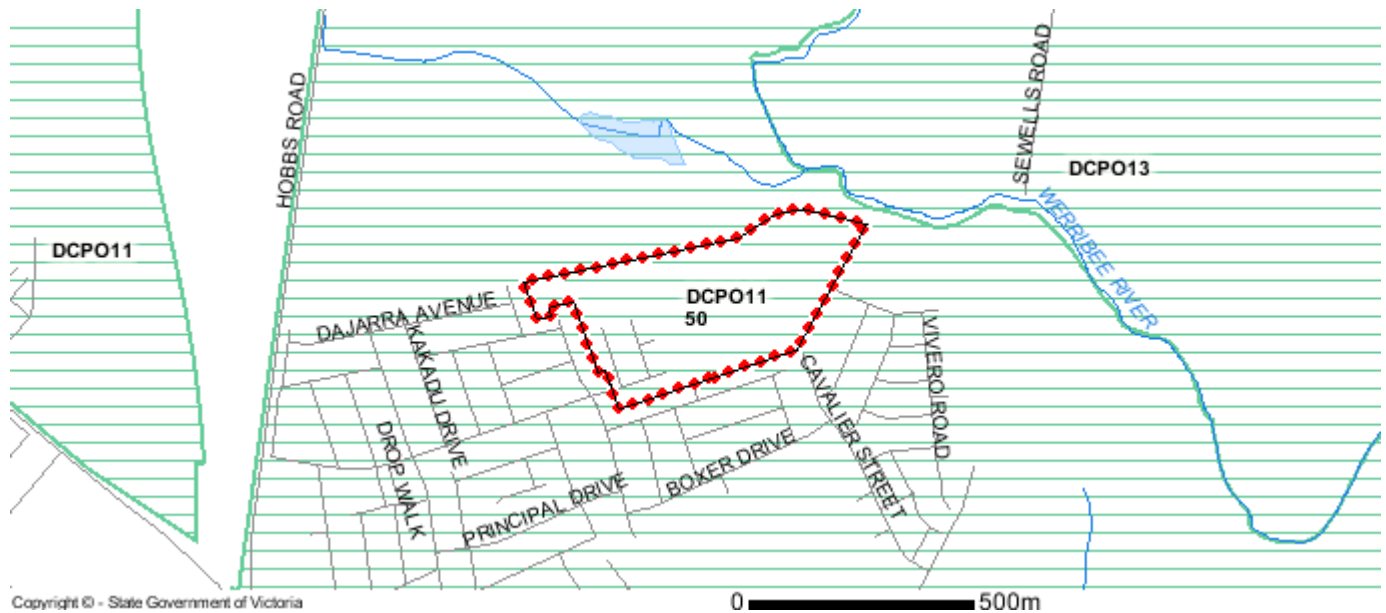 HOBBS ROAD
SEWELLS ROAD
DCPO13
WERRIBEE RIVER
DCPO11
DCPO11
50
DAJARRA AVENUE
KAKADU DRIVE
VIVERO ROAD
CAVALIER STREET
DROP WALK
BOXER DRIVE
PRINCIPAL DRIVE
Copyright © - State Government of Victoria
0 500m